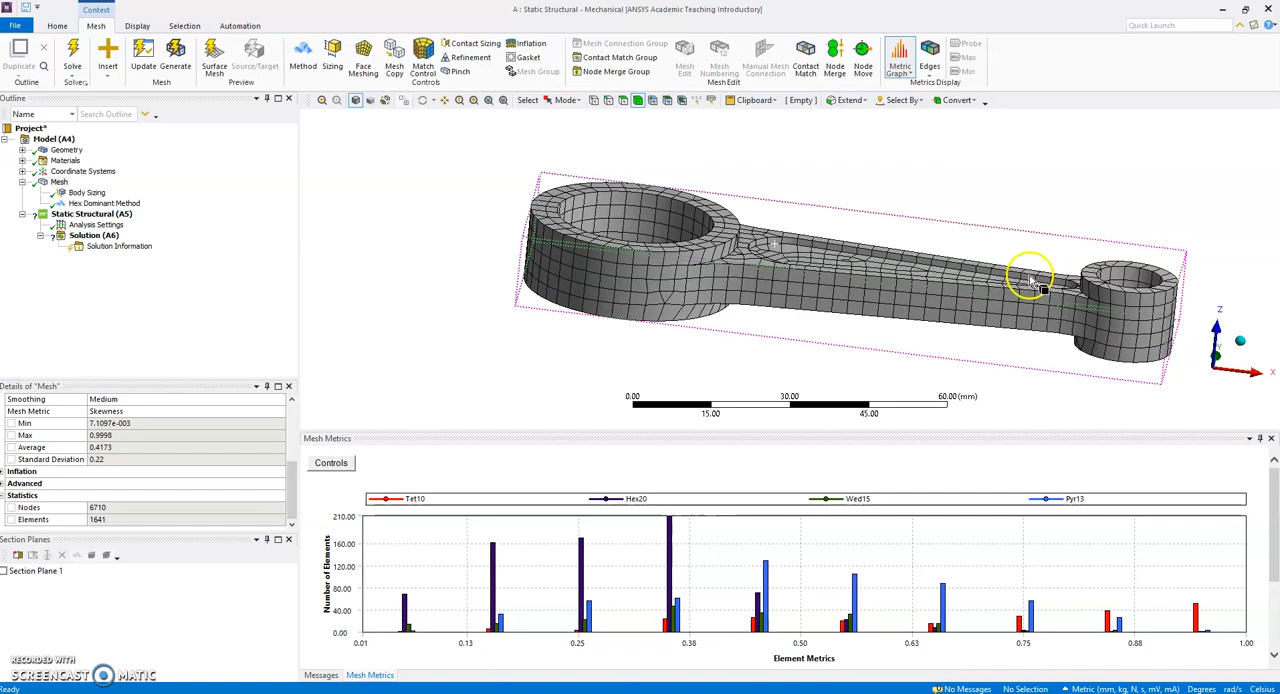 Context
A : Static Structural - Mechanical [ANSYS Academic Teaching Introductory]
File Home Mesh Display Selection Automation
Quick Launch
Duplicate Solve Insert Update Generate Surface Mesh Source/Target Method Sizing Face Meshing Mesh Copy Match Control
Contact Sizing Inflation
Refinement Gasket
Pinch Mesh Group
Mesh Connection Group
Contact Match Group
Node Merge Group
Mesh Edit Mesh Numbering Manual Mesh Connection Contact Match Node Merge Node Move Metric Graph Edges
Probe
Max
Min
Outline Solver Mesh Preview Controls Mesh Edit Metrics Display
Outline
Select Mode Clipboard [ Empty ] Extend Select By Convert
Name Search Outline
Project*
Model (A4)
Geometry
Materials
Coordinate Systems
Mesh
Body Sizing
Hex Dominant Method
Static Structural (A5)
Analysis Settings
Solution (A6)
Solution Information
Z
Y
X
0.00 30.00 60.00 (mm)
15.00 45.00
Details of "Mesh"
Smoothing Medium
Mesh Metric Skewness
Min 7.1097e-003
Max 0.9998
Average 0.4173
Standard Deviation 0.22
Inflation
Advanced
Statistics
Nodes 6710
Elements 1641
Section Planes
Section Plane 1
Mesh Metrics
Controls
Tet10 Hex20 Wed15 Pyr13
Number of Elements
210.00
160.00
120.00
80.00
40.00
0.00
0.01 0.13 0.25 0.38 0.50 0.63 0.75 0.88 1.00
Element Metrics
RECORDED WITH
SCREENCAST MATIC
Messages Mesh Metrics
Ready
No Messages No Selection Metric (mm, kg, N, s, mV, mA) Degrees rad/s Celsius